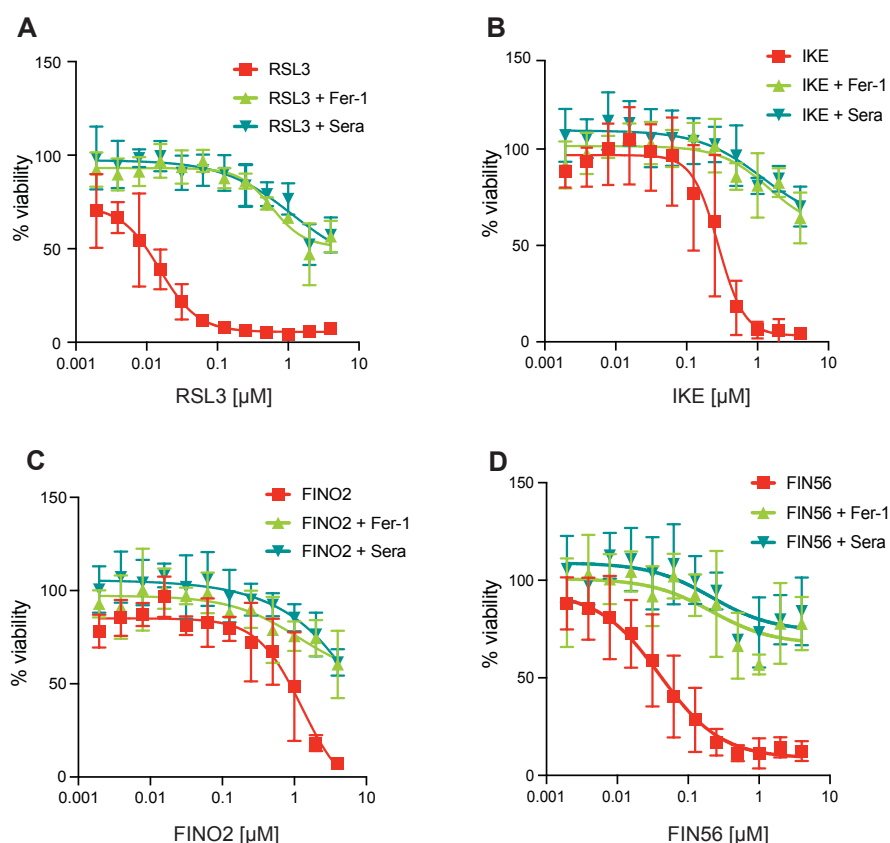 A
RSL3
RSL3 + Fer-1
RSL3 + Sera
% viability
150
100
50
0
0.001
0.01
0.1
1
10
RSL3 [µM]
B
IKE
IKE + Fer-1
IKE + Sera
% viability
150
100
50
0
0.001
0.01
0.1
1
10
IKE [µM]
C
FINO2
FINO2 + Fer-1
FINO2 + Sera
% viability
150
100
50
0
0.001
0.01
0.1
1
10
FINO2 [µM]
D
FIN56
FIN56 + Fer-1
FIN56 + Sera
% viability
150
100
50
0
0.001
0.01
0.1
1
10
FIN56 [µM]